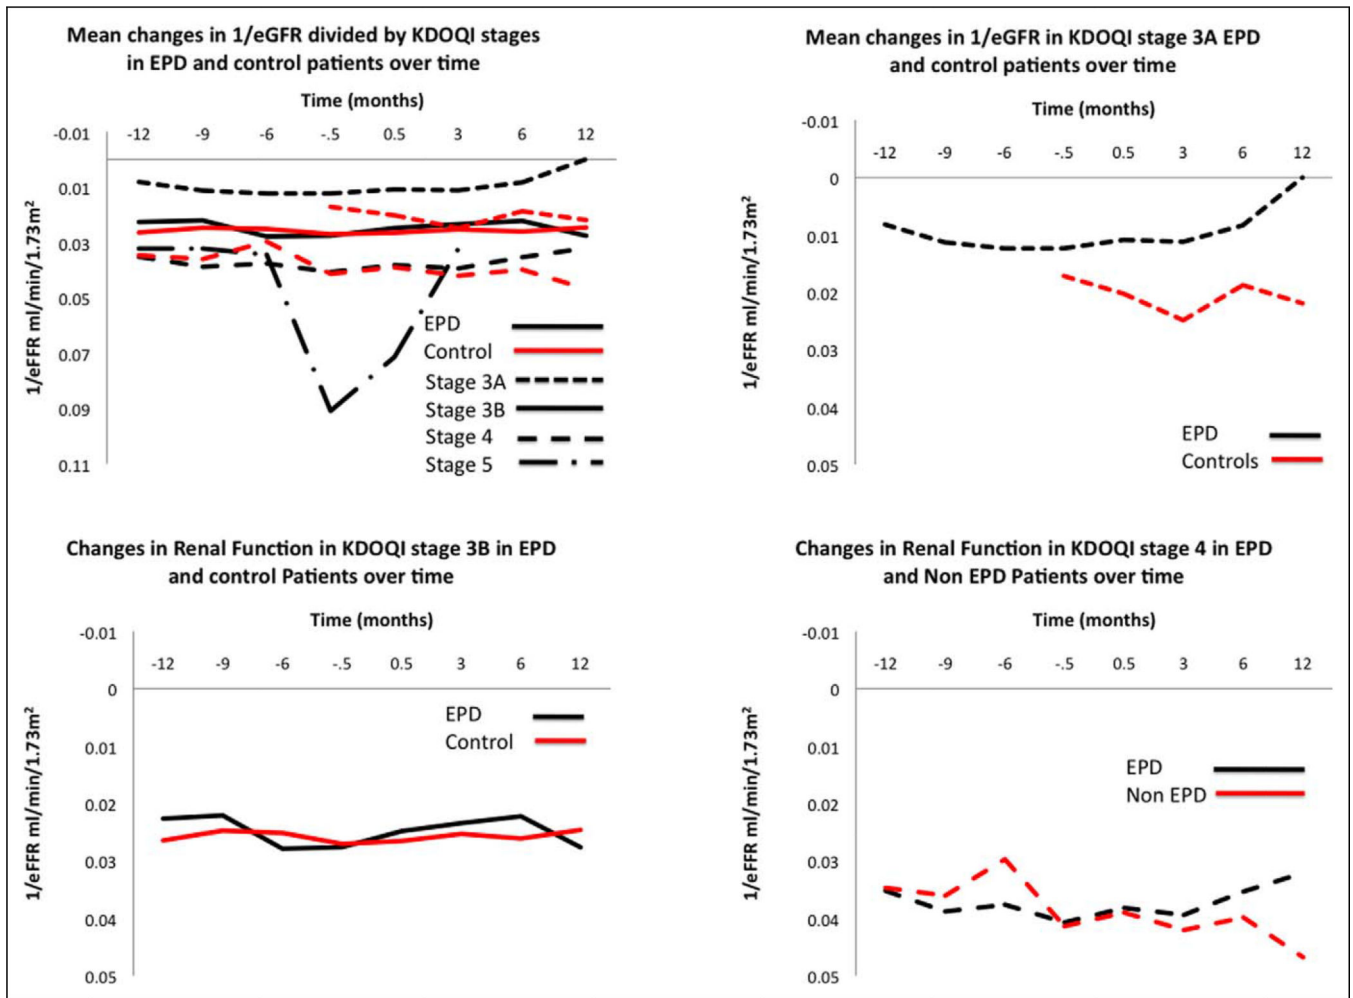 Mean changes in 1/eGFR divided by KDOQI stages
in EPD and control patients over time
Time (months)
-0.01
-12 -9 -6 -.5 0.5 3 6 12
0.01
0.03
0.05
0.07
0.09
0.11
1/eFFR ml/min/1.73m²
EPD
Control
Stage 3A
Stage 3B
Stage 4
Stage 5
Mean changes in 1/eGFR in KDOQI stage 3A EPD
and control patients over time
Time (months)
-0.01
-12 -9 -6 -.5 0.5 3 6 12
0
0.01
0.02
0.03
0.04
0.05
1/eFFR ml/min/1.73m²
EPD
Controls
Changes in Renal Function in KDOQI stage 3B in EPD
and control Patients over time
Time (months)
-0.01
-12 -9 -6 -.5 0.5 3 6 12
0
0.01
0.02
0.03
0.04
0.05
1/eFFR ml/min/1.73m²
EPD
Control
Changes in Renal Function in KDOQI stage 4 in EPD
and Non EPD Patients over time
Time (months)
-0.01
-12 -9 -6 -.5 0.5 3 6 12
0
0.01
0.02
0.03
0.04
0.05
1/eFFR ml/min/1.73m²
EPD
Non EPD